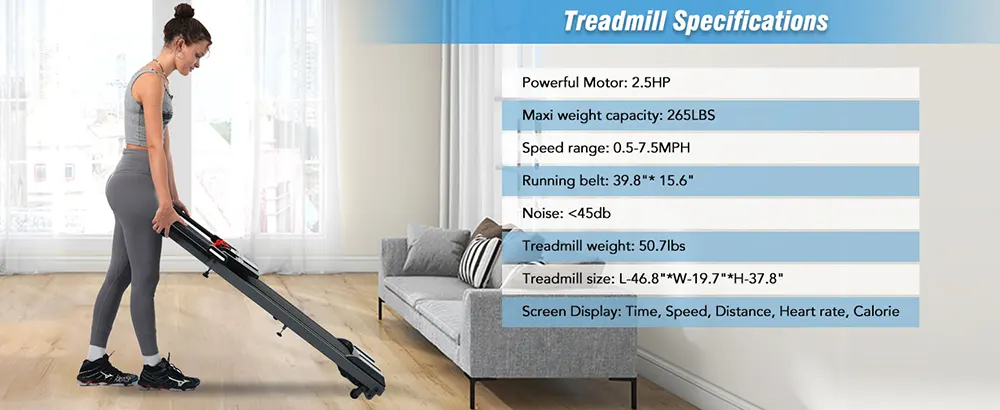 Treadmill Specifications
Powerful Motor: 2.5HP
Maxi weight capacity: 265LBS
Speed range: 0.5-7.5MPH
Running belt: 39.8"* 15.6"
Noise: <45db
Treadmill weight: 50.7lbs
Treadmill size: L-46.8"*W-19.7"*H-37.8"
Screen Display: Time, Speed, Distance, Heart rate, Calorie